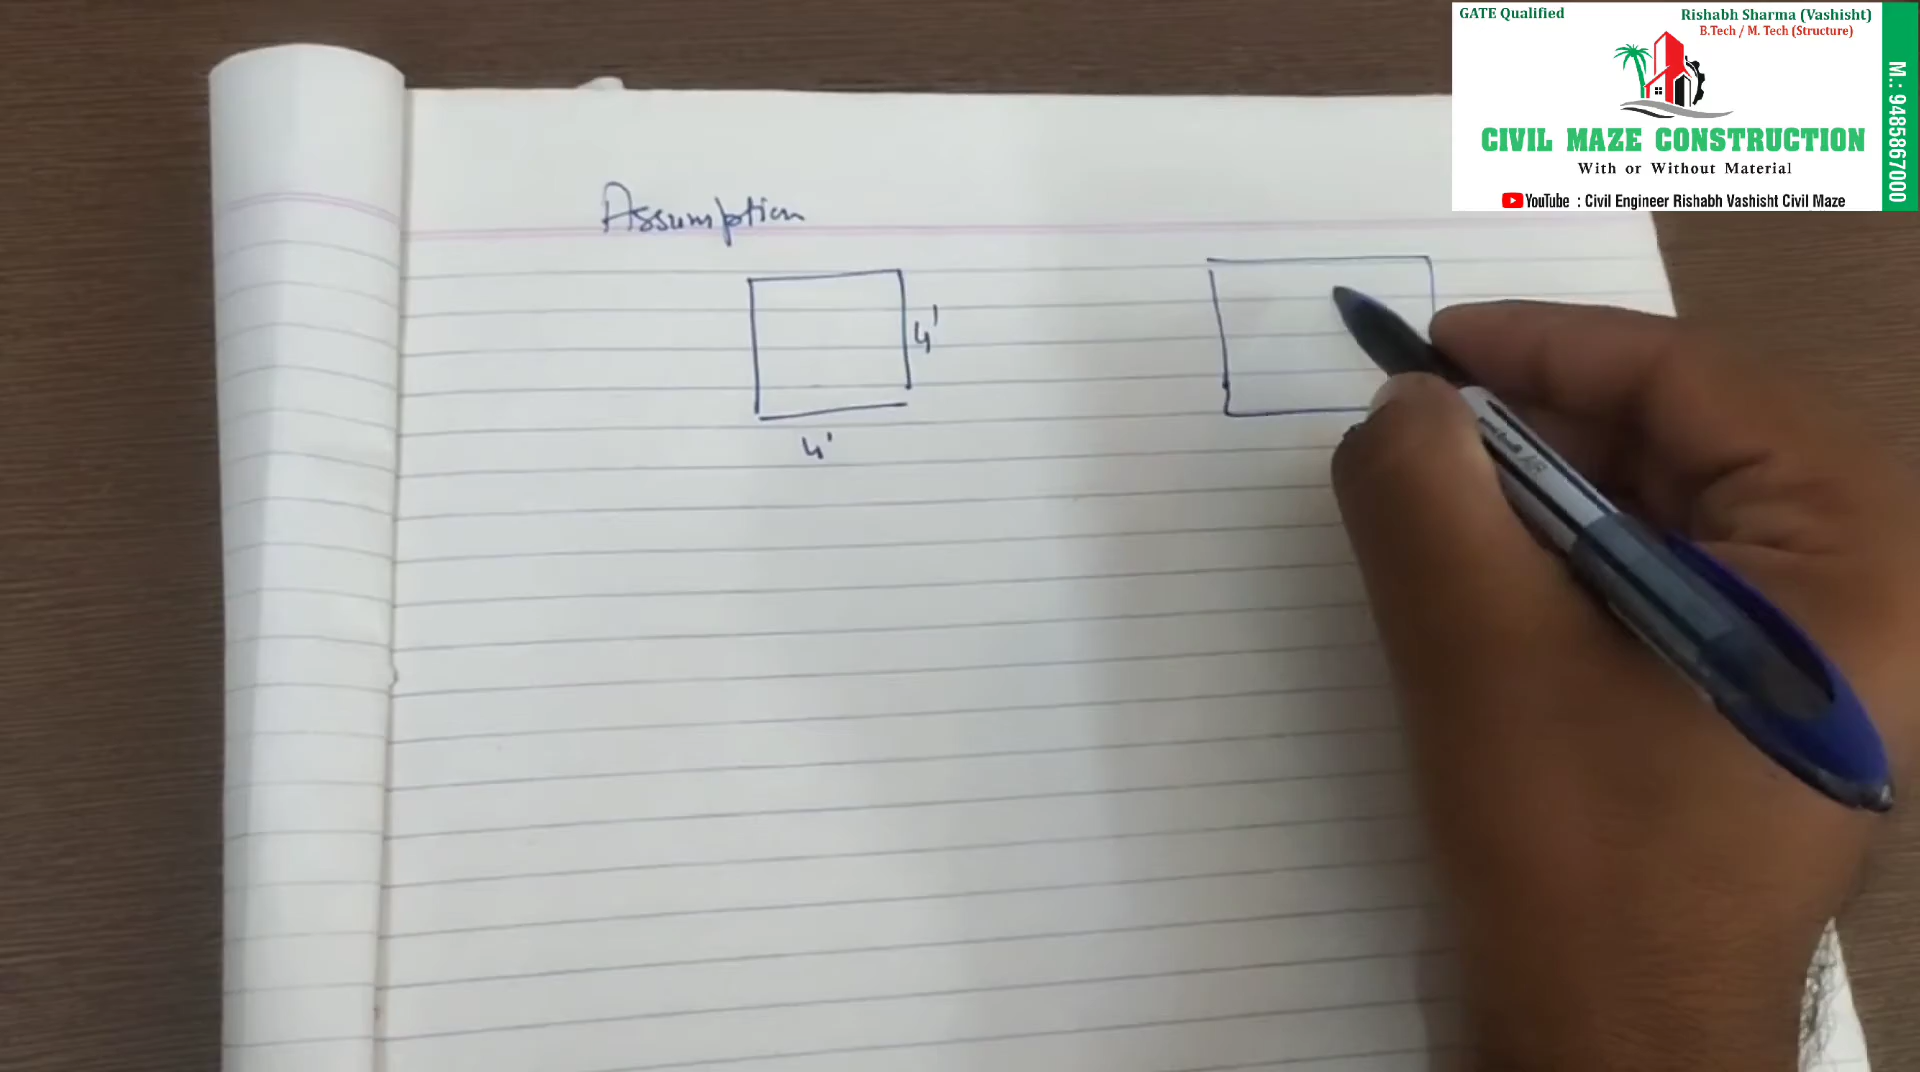 GATE Qualified
Rishabh Sharma (Vashisht)
B.Tech / M. Tech (Structure)
CIVIL MAZE CONSTRUCTION
With or Without Material
YouTube : Civil Engineer Rishabh Vashisht Civil Maze
M.: 9485867000
Assumption
4'
4'